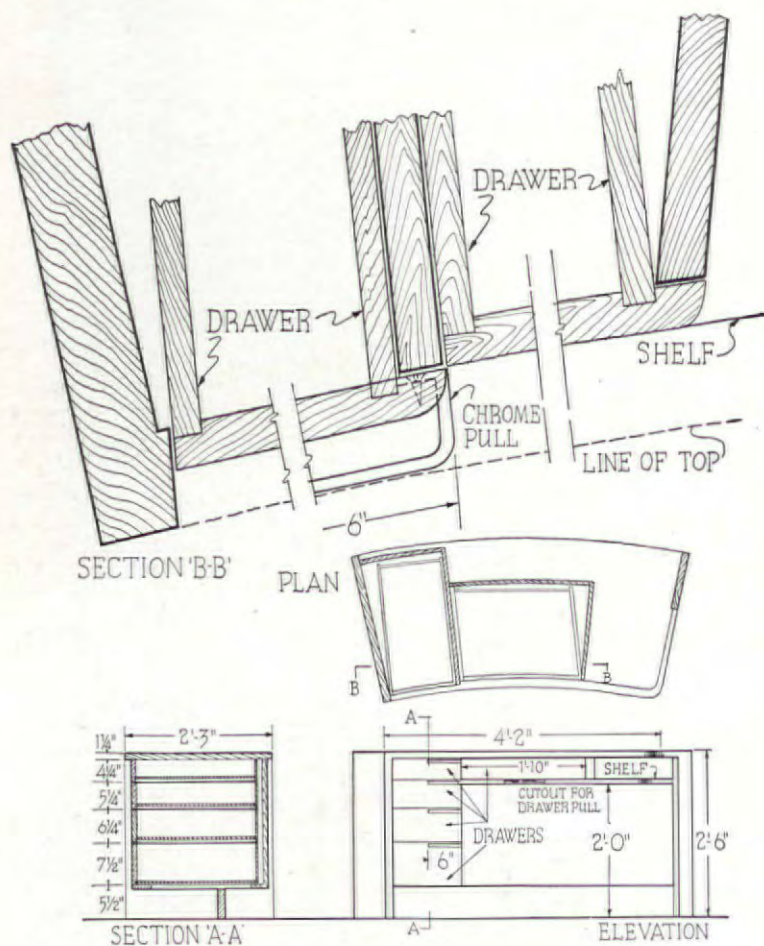 DRAWER
DRAWER
SHELF
CHROME
PULL
LINE OF TOP
6"
SECTION 'B-B'
PLAN
B
B
A
2'-3"
4'-2"
1¼"
4¼"
5¼"
6¼"
7½"
5½"
1'-10"
SHELF
CUTOUT FOR
DRAWER PULL
DRAWERS
6"
2'-0"
2'-6"
SECTION 'A-A'
A
ELEVATION